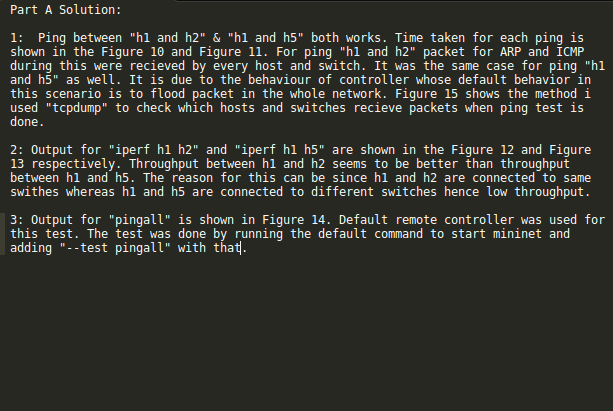 Part A Solution:
1:  Ping between "h1 and h2" & "h1 and h5" both works. Time taken for each ping is
shown in the Figure 10 and Figure 11. For ping "h1 and h2" packet for ARP and ICMP
during this were recieved by every host and switch. It was the same case for ping "h1
and h5" as well. It is due to the behaviour of controller whose default behavior in
this scenario is to flood packet in the whole network. Figure 15 shows the method i
used "tcpdump" to check which hosts and switches recieve packets when ping test is
done.
2: Output for "iperf h1 h2" and "iperf h1 h5" are shown in the Figure 12 and Figure
13 respectively. Throughput between h1 and h2 seems to be better than throughput
between h1 and h5. The reason for this can be since h1 and h2 are connected to same
swithes whereas h1 and h5 are connected to different switches hence low throughput.
3: Output for "pingall" is shown in Figure 14. Default remote controller was used for
this test. The test was done by running the default command to start mininet and
adding "--test pingall" with that.